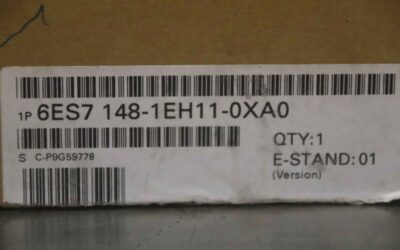 1P 6ES7 148-1EH11-0XA0
S C-P9G59778
QTY:1
E-STAND:01
(Version)